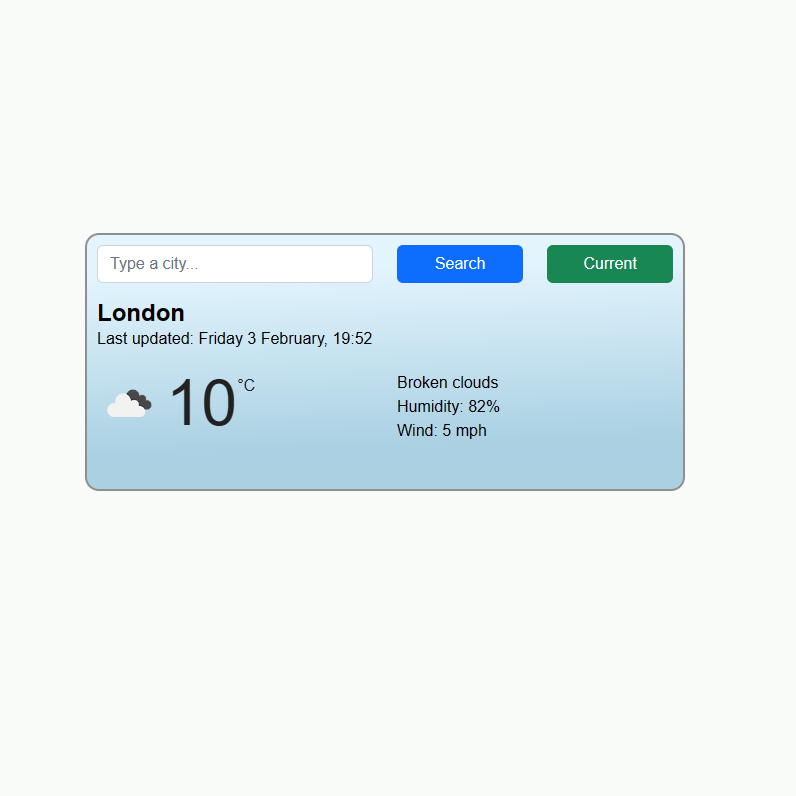 Type a city...
Search
Current
London
Last updated: Friday 3 February, 19:52
10 °C
Broken clouds
Humidity: 82%
Wind: 5 mph